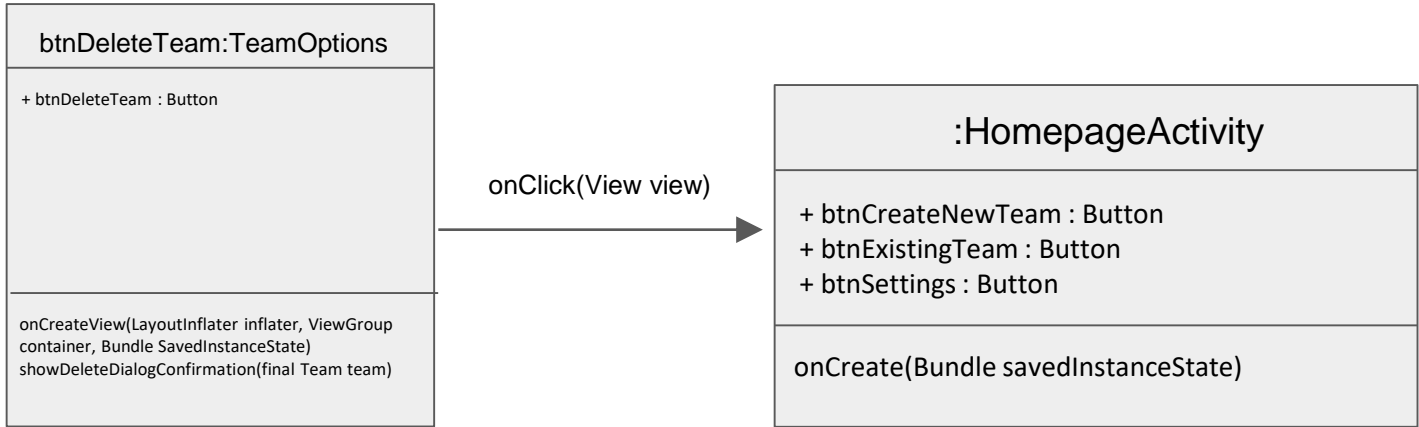 btnDeleteTeam:TeamOptions
+ btnDeleteTeam : Button
onCreateView(LayoutInflater inflater, ViewGroup
container, Bundle SavedInstanceState)
showDeleteDialogConfirmation(final Team team)
onClick(View view)
:HomepageActivity
+ btnCreateNewTeam : Button
+ btnExistingTeam : Button
+ btnSettings : Button
onCreate(Bundle savedInstanceState)